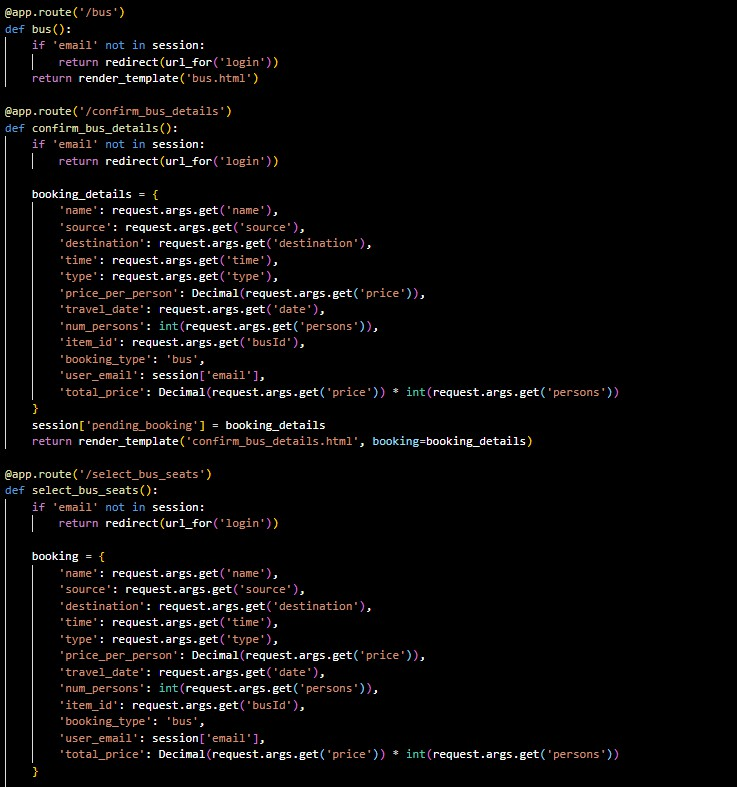 @app.route('/bus')
def bus():
    if 'email' not in session:
        return redirect(url_for('login'))
    return render_template('bus.html')

@app.route('/confirm_bus_details')
def confirm_bus_details():
    if 'email' not in session:
        return redirect(url_for('login'))

    booking_details = {
        'name': request.args.get('name'),
        'source': request.args.get('source'),
        'destination': request.args.get('destination'),
        'time': request.args.get('time'),
        'type': request.args.get('type'),
        'price_per_person': Decimal(request.args.get('price')),
        'travel_date': request.args.get('date'),
        'num_persons': int(request.args.get('persons')),
        'item_id': request.args.get('busId'),
        'booking_type': 'bus',
        'user_email': session['email'],
        'total_price': Decimal(request.args.get('price')) * int(request.args.get('persons'))
    }
    session['pending_booking'] = booking_details
    return render_template('confirm_bus_details.html', booking=booking_details)

@app.route('/select_bus_seats')
def select_bus_seats():
    if 'email' not in session:
        return redirect(url_for('login'))

    booking = {
        'name': request.args.get('name'),
        'source': request.args.get('source'),
        'destination': request.args.get('destination'),
        'time': request.args.get('time'),
        'type': request.args.get('type'),
        'price_per_person': Decimal(request.args.get('price')),
        'travel_date': request.args.get('date'),
        'num_persons': int(request.args.get('persons')),
        'item_id': request.args.get('busId'),
        'booking_type': 'bus',
        'user_email': session['email'],
        'total_price': Decimal(request.args.get('price')) * int(request.args.get('persons'))
    }